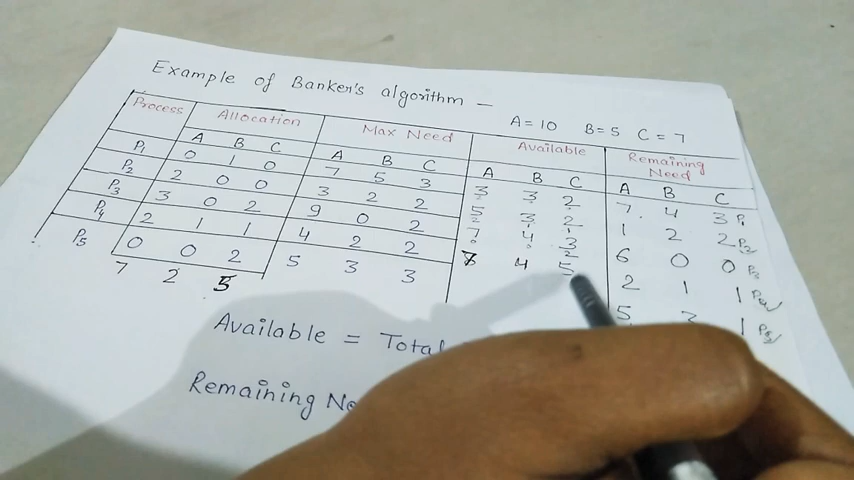 Example of Banker's algorithm -
A=10 B=5 C=7
Process Allocation Max Need Available Remaining Need
A B C A B C A B C A B C
P1 0 1 0 7 5 3 3 3 2 7 4 3 P1
P2 2 0 0 3 2 2 5 3 2 1 2 2 P2
P3 3 0 2 9 0 2 7 4 3 6 0 0
P4 2 1 1 4 2 2 7 4 5 2 1 1 P4
P5 0 0 2 5 3 3 5 1 P5
7 2 5
Available = Total
Remaining Ne